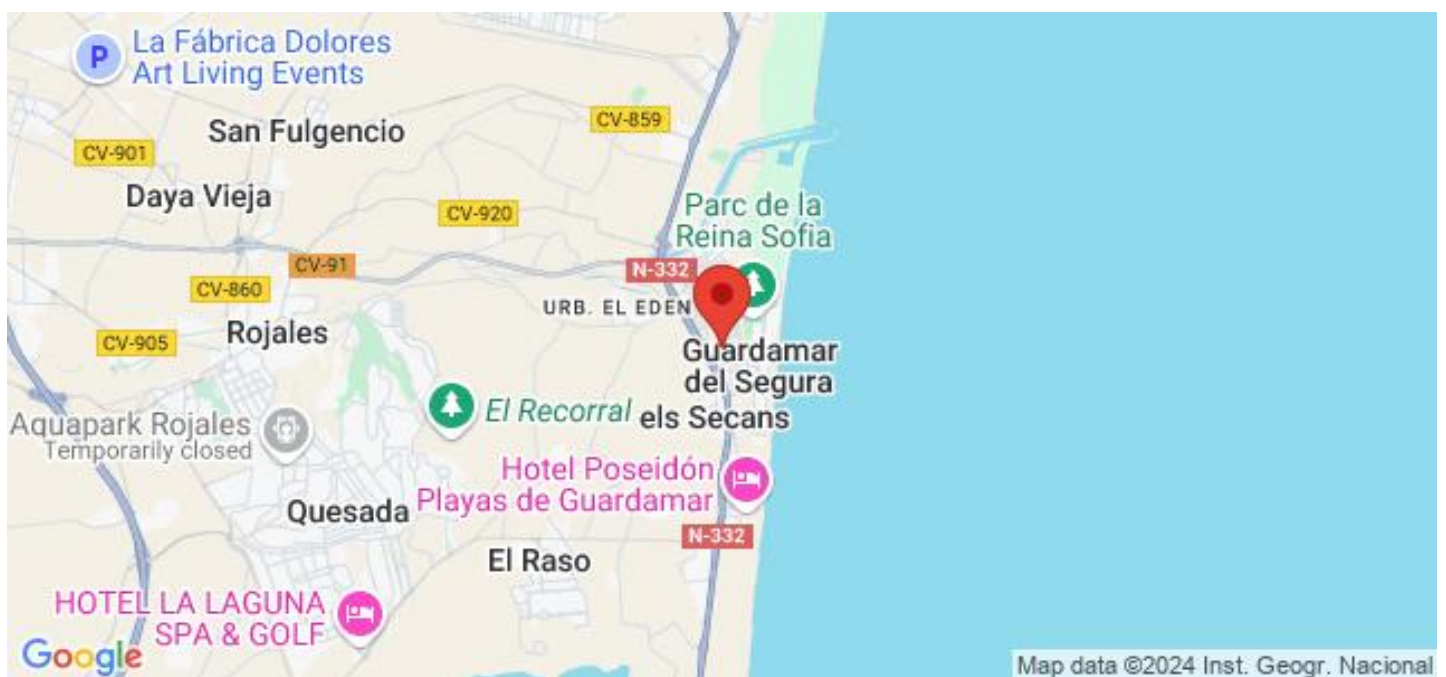 La Fábrica Dolores
Art Living Events
San Fulgencio
CV-859
CV-901
Daya Vieja
CV-920
Parc de la
Reina Sofia
CV-91
N-332
CV-860
URB. EL EDEN
Rojales
CV-905
Guardamar
del Segura
El Recorral
els Secans
Aquapark Rojales
Temporarily closed
Hotel Poseidón
Playas de Guardamar
Quesada
N-332
El Raso
HOTEL LA LAGUNA
SPA & GOLF
Google
Map data ©2024 Inst. Geogr. Nacional